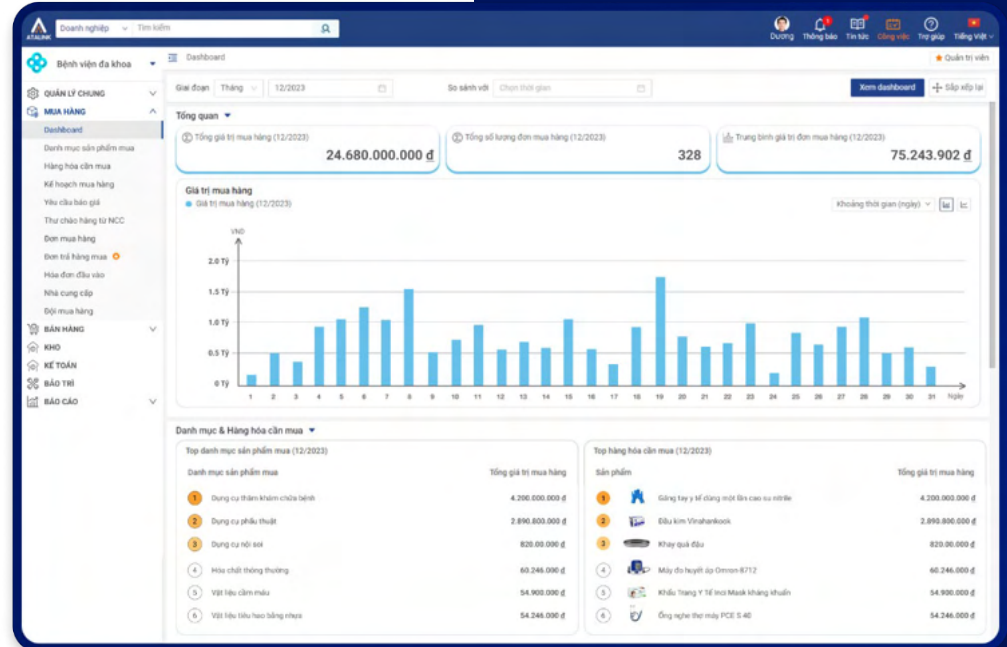 ATALINK
Doanh nghiệp
Tìm kiếm
Dương
Thông báo
Tin tức
Công việc
Trợ giúp
Tiếng Việt
Bệnh viện đa khoa
Dashboard
Quản trị viên
QUẢN LÝ CHUNG
MUA HÀNG
Dashboard
Danh mục sản phẩm mua
Hàng hóa cần mua
Kế hoạch mua hàng
Yêu cầu báo giá
Thư chào hàng từ NCC
Đơn mua hàng
Đơn trả hàng mua
Hóa đơn đầu vào
Nhà cung cấp
Đội mua hàng
BÁN HÀNG
KHO
KẾ TOÁN
BẢO TRÌ
BÁO CÁO
Giai đoạn Tháng 12/2023 So sánh với Chọn thời gian
Xem dashboard
Sắp xếp lại
Tổng quan
Tổng giá trị mua hàng (12/2023)
24.680.000.000 ₫
Tổng số lượng đơn mua hàng (12/2023)
328
Trung bình giá trị đơn mua hàng (12/2023)
75.243.902 ₫
Giá trị mua hàng
Giá trị mua hàng (12/2023)
Khoảng thời gian (ngày)
VND
2.0 Tỷ
1.5 Tỷ
1.0 Tỷ
0.5 Tỷ
0 Tỷ
1 2 3 4 5 6 7 8 9 10 11 12 13 14 15 16 17 18 19 20 21 22 23 24 25 26 27 28 29 30 31 Ngày
Danh mục & Hàng hóa cần mua
Top danh mục sản phẩm mua (12/2023)
Danh mục sản phẩm mua Tổng giá trị mua hàng
1 Dụng cụ thăm khám chữa bệnh 4.200.000.000 ₫
2 Dụng cụ phẫu thuật 2.890.800.000 ₫
3 Dụng cụ nội soi 820.00.000 ₫
4 Hóa chất thông thường 60.246.000 ₫
5 Vật liệu cầm máu 54.900.000 ₫
6 Vật liệu tiêu hao bằng nhựa 54.246.000 ₫
Top hàng hóa cần mua (12/2023)
Sản phẩm Tổng giá trị mua hàng
1 Găng tay y tế dùng một lần cao su nitrile 4.200.000.000 ₫
2 Đầu kim Vinahankook 2.890.800.000 ₫
3 Khay quả đậu 820.00.000 ₫
4 Máy đo huyết áp Omron 8712 60.246.000 ₫
5 Khẩu Trang Y Tế Inci Mask kháng khuẩn 54.900.000 ₫
6 Ống nghe thợ máy PCE S 40 54.246.000 ₫